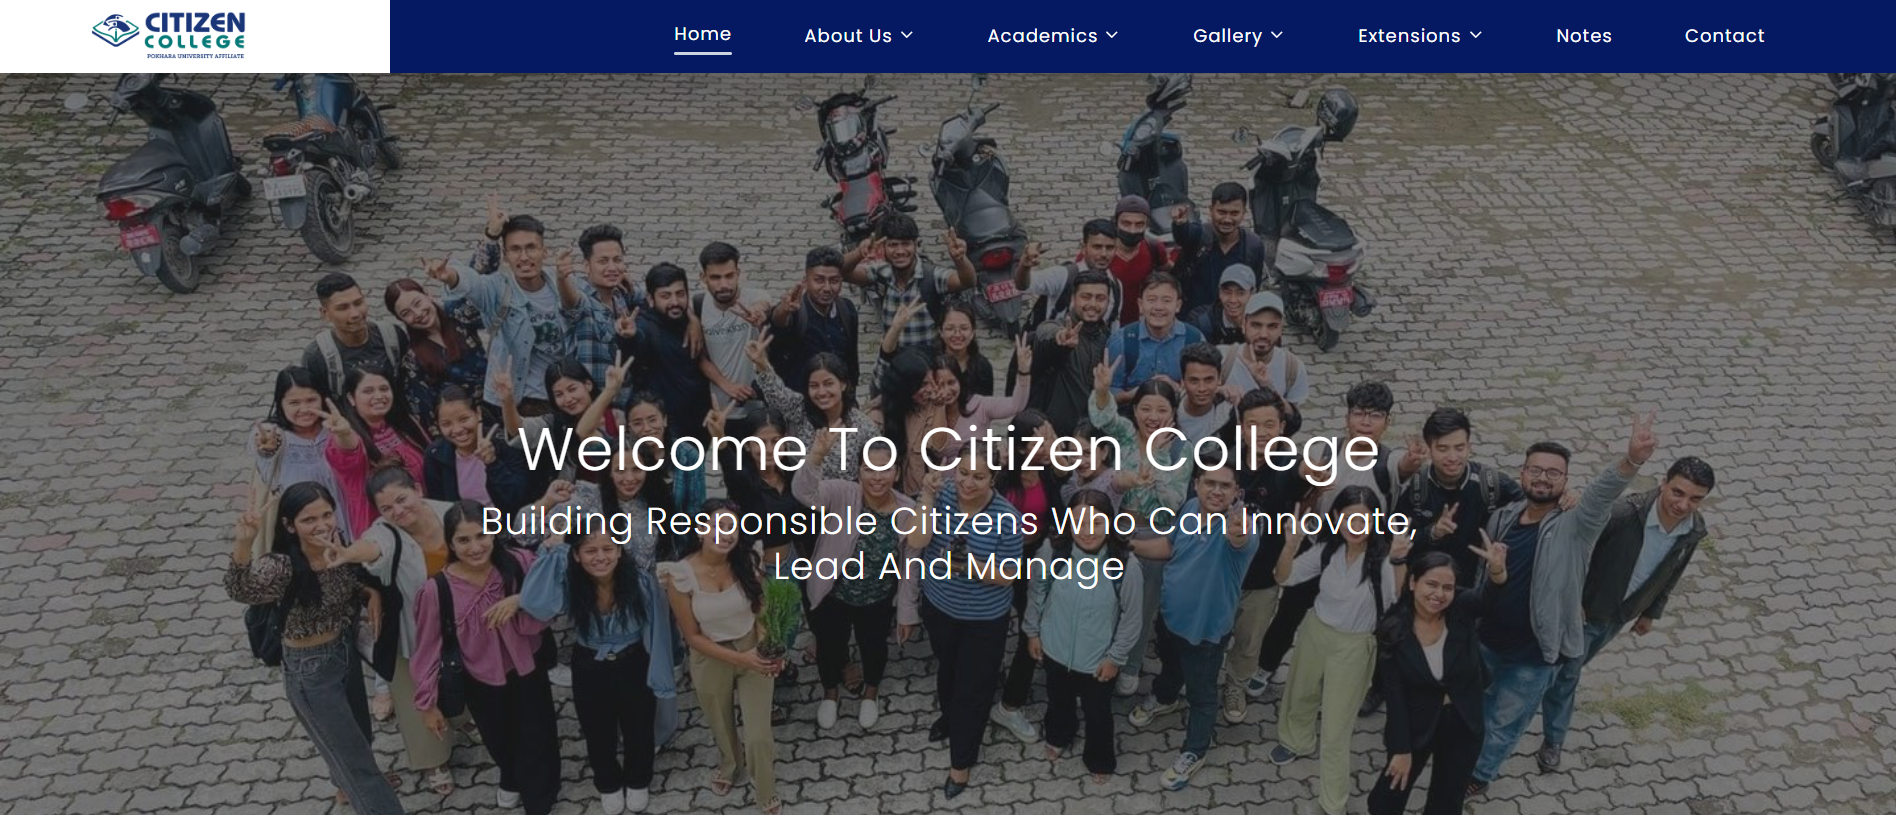 CITIZEN
COLLEGE
POKHARA UNIVERSITY AFFILIATE
Home
About Us
Academics
Gallery
Extensions
Notes
Contact
Welcome To Citizen College
Building Responsible Citizens Who Can Innovate,
Lead And Manage